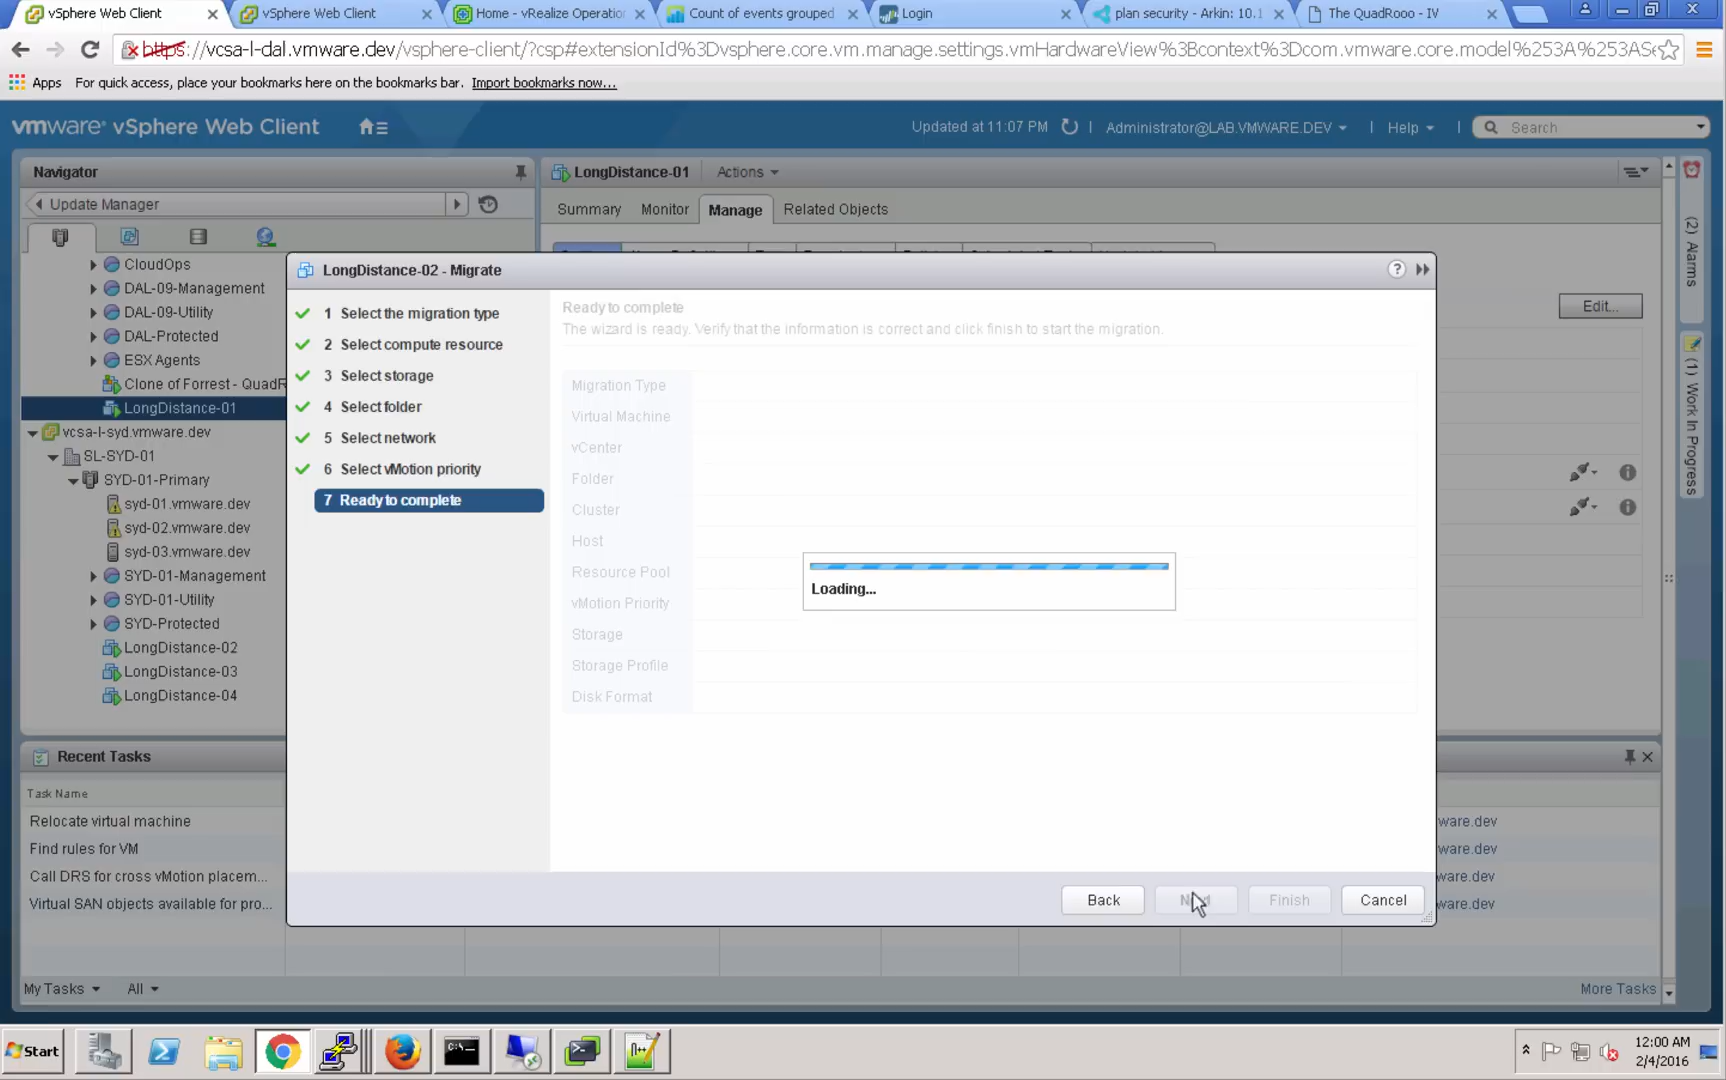 vSphere Web Client
vSphere Web Client
Home - vRealize Operation
Count of events grouped
Login
plan security - Arkin: 10.1
The QuadRooo - IV
https://vcsa-l-dal.vmware.dev/vsphere-client/?csp#extensionId%3Dvsphere.core.vm.manage.settings.vmHardwareView%3Bcontext%3Dcom.vmware.core.model%253A%253ASe
Apps
For quick access, place your bookmarks here on the bookmarks bar.
Import bookmarks now...
vmware® vSphere Web Client
Updated at 11:07 PM
Administrator@LAB.VMWARE.DEV
Help
Search
Navigator
Update Manager
LongDistance-01
Actions
Summary
Monitor
Manage
Related Objects
Edit...
(2) Alarms
(1) Work In Progress
CloudOps
DAL-09-Management
DAL-09-Utility
DAL-Protected
ESX Agents
Clone of Forrest - QuadR
LongDistance-01
vcsa-l-syd.vmware.dev
SL-SYD-01
SYD-01-Primary
syd-01.vmware.dev
syd-02.vmware.dev
syd-03.vmware.dev
SYD-01-Management
SYD-01-Utility
SYD-Protected
LongDistance-02
LongDistance-03
LongDistance-04
LongDistance-02 - Migrate
?
1 Select the migration type
2 Select compute resource
3 Select storage
4 Select folder
5 Select network
6 Select vMotion priority
7 Ready to complete
Ready to complete
The wizard is ready. Verify that the information is correct and click finish to start the migration.
Migration Type
Virtual Machine
vCenter
Folder
Cluster
Host
Resource Pool
vMotion Priority
Storage
Storage Profile
Disk Format
Loading...
Back
Finish
Cancel
Recent Tasks
Task Name
Relocate virtual machine
ware.dev
Find rules for VM
ware.dev
Call DRS for cross vMotion placem...
ware.dev
Virtual SAN objects available for pro...
ware.dev
My Tasks
All
More Tasks
Start
12:00 AM
2/4/2016